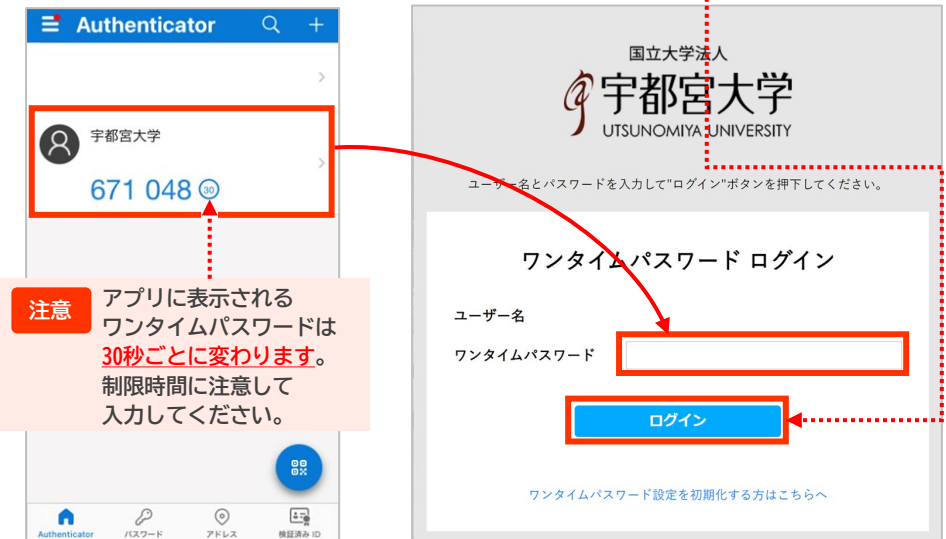 Authenticator
宇都宮大学
671 048 30
注意
アプリに表示される
ワンタイムパスワードは
30秒ごとに変わります。
制限時間に注意して
入力してください。
Authenticator
パスワード
アドレス
検証済み ID
国立大学法人
宇都宮大学
UTSUNOMIYA UNIVERSITY
ユーザー名とパスワードを入力して"ログイン"ボタンを押下してください。
ワンタイムパスワード ログイン
ユーザー名
ワンタイムパスワード
ログイン
ワンタイムパスワード設定を初期化する方はこちらへ